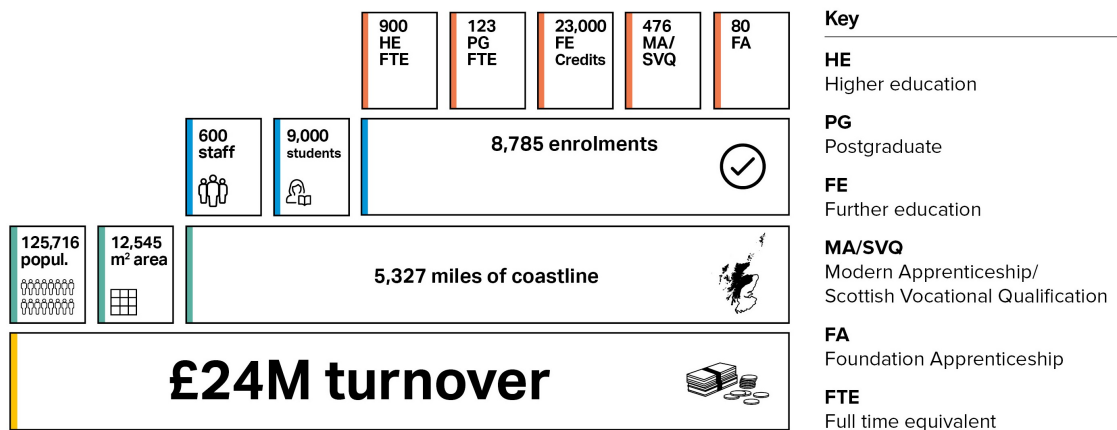 900
HE
FTE
123
PG
FTE
23,000
FE
Credits
476
MA/
SVQ
80
FA
600
staff
9,000
students
8,785 enrolments
125,716
popul.
12,545
m² area
5,327 miles of coastline
£24M turnover
Key
HE
Higher education
PG
Postgraduate
FE
Further education
MA/SVQ
Modern Apprenticeship/
Scottish Vocational Qualification
FA
Foundation Apprenticeship
FTE
Full time equivalent